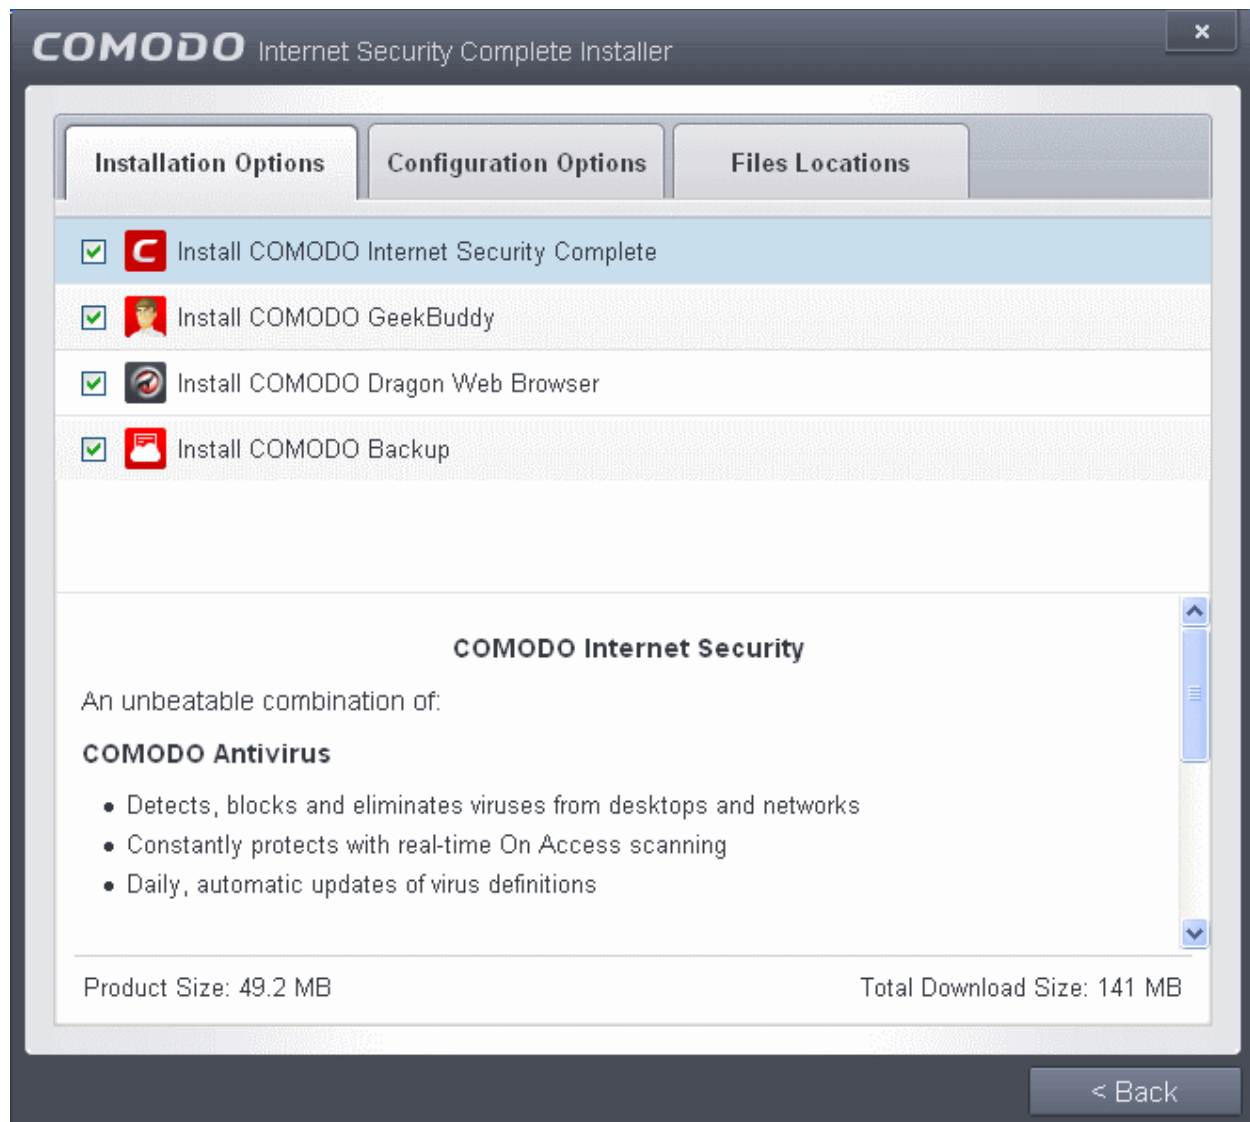 COMODO Internet Security Complete Installer
Installation Options
Configuration Options
Files Locations
Install COMODO Internet Security Complete
Install COMODO GeekBuddy
Install COMODO Dragon Web Browser
Install COMODO Backup
COMODO Internet Security
An unbeatable combination of:
COMODO Antivirus
• Detects, blocks and eliminates viruses from desktops and networks
• Constantly protects with real-time On Access scanning
• Daily, automatic updates of virus definitions
Product Size: 49.2 MB
Total Download Size: 141 MB
< Back